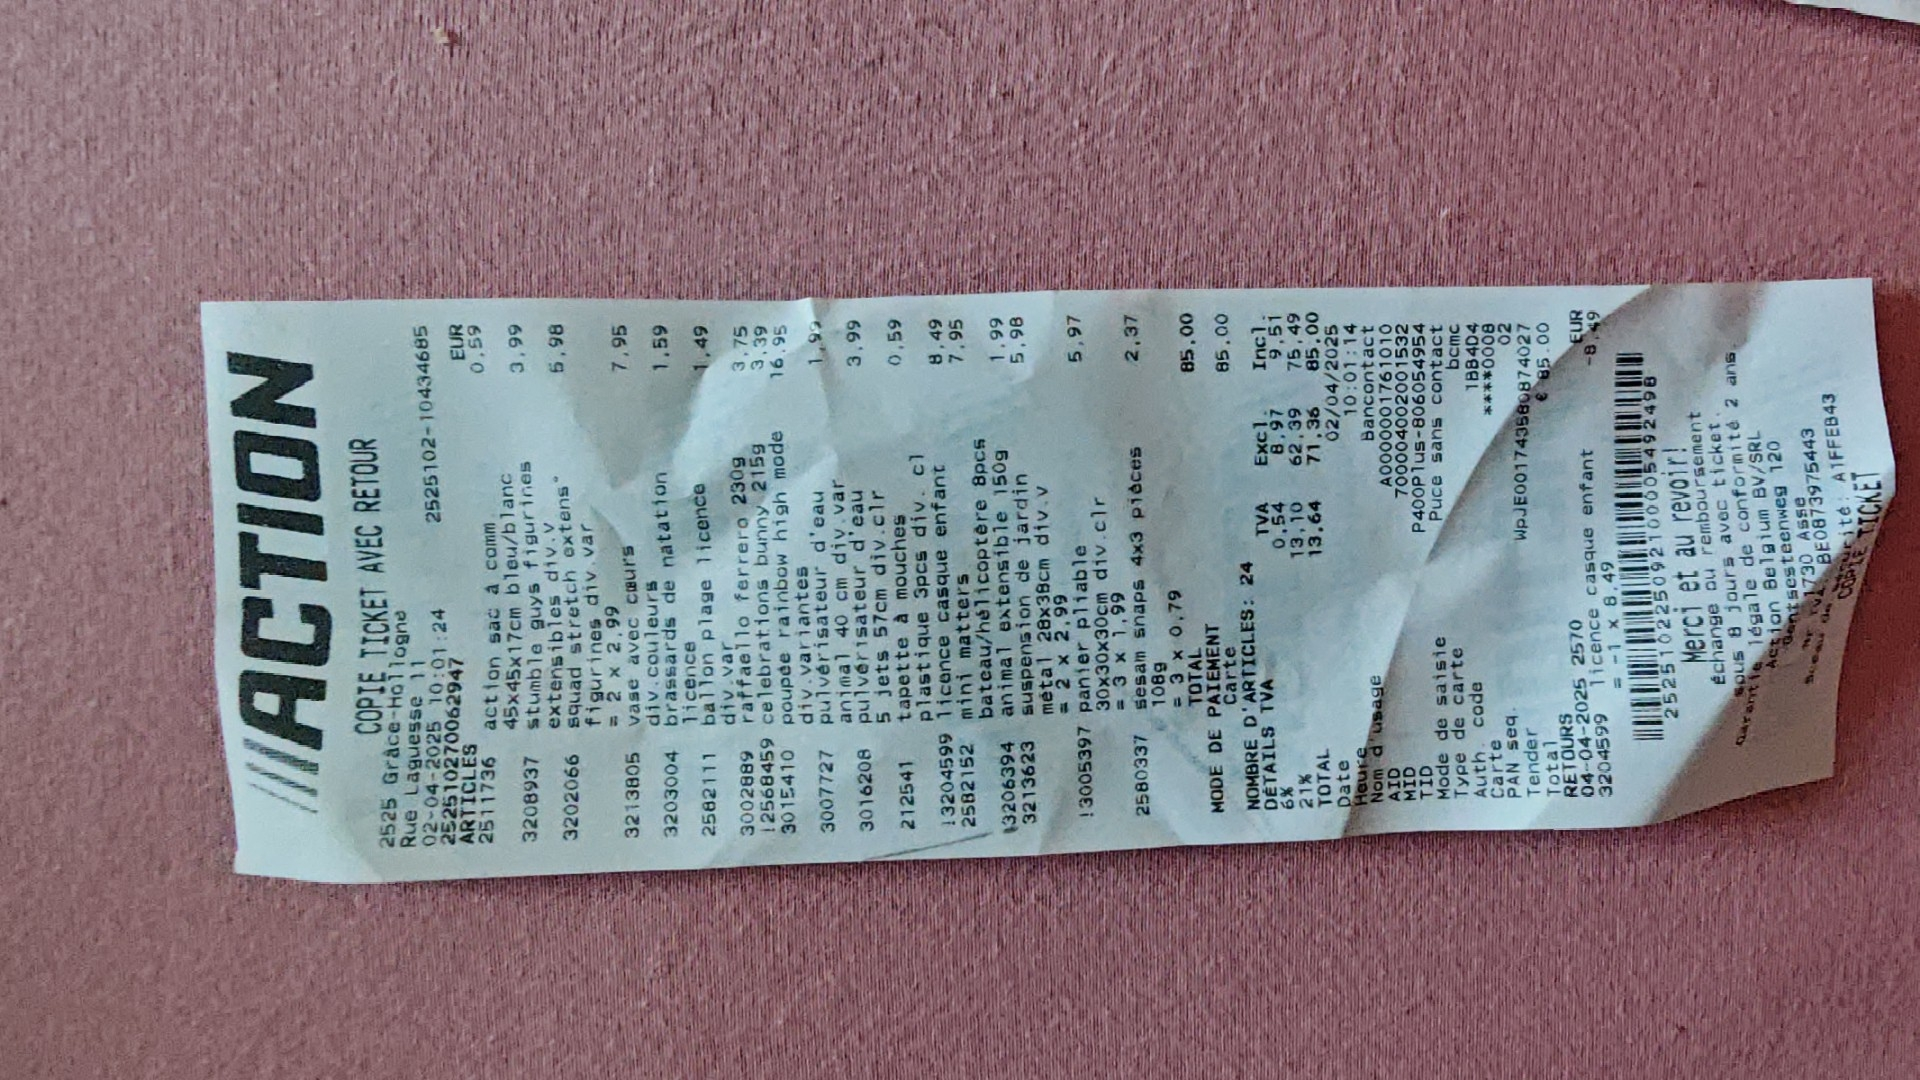 ACTION
COPIE TICKET AVEC RETOUR
2525 Grâce-Hollogne
Rue Laguesse 11
02-04-2025 10:01:24 2525102-10434685
252510270062947
ARTICLES EUR
2511736 action sac à comm 0,59
45x45x17cm bleu/blanc
3208937 stumble guys figurines 3,99
extensibles div.v
3202066 squad stretch extens" 5,98
figurines div.var
= 2 x 2,99
3213805 vase avec cœurs 7,95
div.couleurs
3203004 brassards de natation 1,59
licence
2582111 ballon plage licence 1,49
div.var
3002889 raffaello ferrero 230g 3,75
!2568459 celebrations bunny 215g 3,39
3015410 poupée rainbow high mode 16,95
div.variantes
3007727 pulvérisateur d'eau 1,99
animal 40 cm div.var
3016208 pulvérisateur d'eau 3,99
5 jets 57cm div.clr
212541 tapette à mouches 0,59
plastique 3pcs div. cl
!3204599 licence casque enfant 8,49
2582152 mini matters 7,95
bateau/hélicoptère 8pcs
!3206394 animal extensible 150g 1,99
3213623 suspension de jardin 5,98
métal 28x38cm div.v
= 2 x 2,99
!3005397 panier pliable 5,97
30x30x30cm div.clr
= 3 x 1,99
2580337 sesam snaps 4x3 pièces 2,37
108g
= 3 x 0,79
TOTAL 85,00
MODE DE PAIEMENT
Carte 85,00
NOMBRE D'ARTICLES: 24
DÉTAILS TVA TVA Excl. Incl.
6% 0,54 8,97 9,51
21% 13,10 62,39 75,49
TOTAL 13,64 71,36 85,00
Date 02/04/2025
Heure 10:01:14
Nom d'usage Bancontact
AID A0000001761010
MID 700004002001532
TID P400Plus-806054954
Mode de saisie Puce sans contact
Type de carte bcmc
Auth. code 1BB4D4
Carte ****0008
PAN seq. 02
Tender WpJE001743580874027
Total € 85.00
RETOURS EUR
04-04-2025 2570
3204599 licence casque enfant -8,49
= -1 x 8,49
2525102250921000005492498
Merci et au revoir!
échange ou remboursement
sous 8 jours avec ticket.
Garantie légale de conformité 2 ans.
Action Belgium BV/SRL
Gentsesteenweg 120
1730 Asse
BE0873975443
A1FFEB43
COPIE TICKET